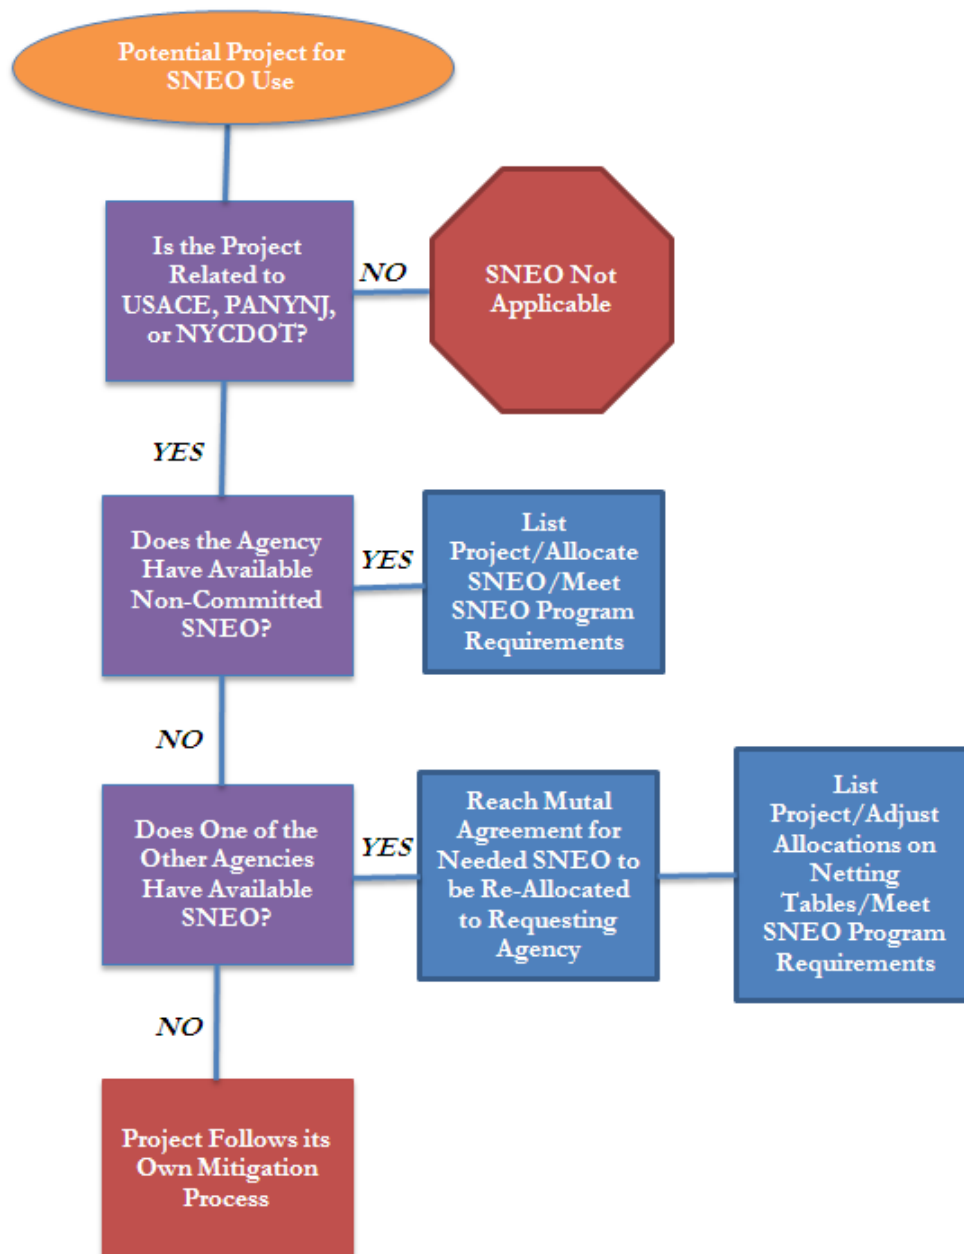 Potential Project for
SNEO Use
Is the Project
Related to
USACE, PANYNJ,
or NYCDOT?
NO
SNEO Not
Applicable
YES
Does the Agency
Have Available
Non-Committed
SNEO?
YES
List
Project/Allocate
SNEO/Meet
SNEO Program
Requirements
NO
Does One of the
Other Agencies
Have Available
SNEO?
YES
Reach Mutal
Agreement for
Needed SNEO to
be Re-Allocated
to Requesting
Agency
List
Project/Adjust
Allocations on
Netting
Tables/Meet
SNEO Program
Requirements
NO
Project Follows its
Own Mitigation
Process